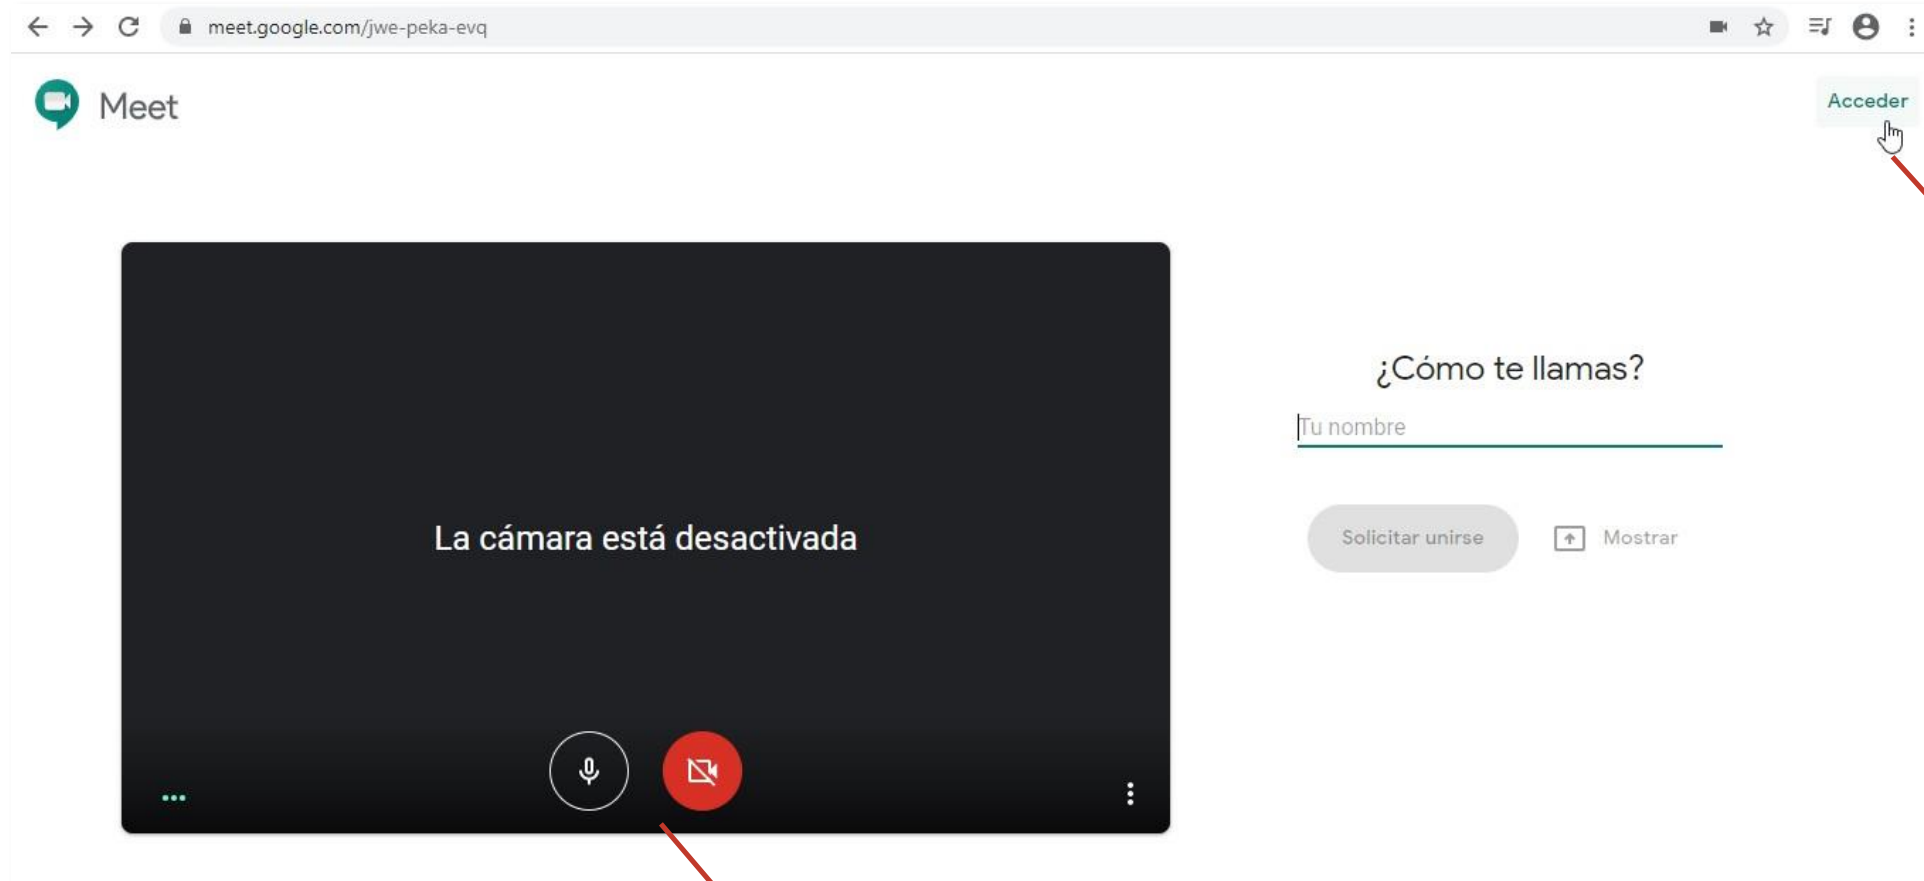 meet.google.com/jwe-peka-evq
Meet
Acceder
¿Cómo te llamas?
Tu nombre
La cámara está desactivada
Solicitar unirse
Mostrar